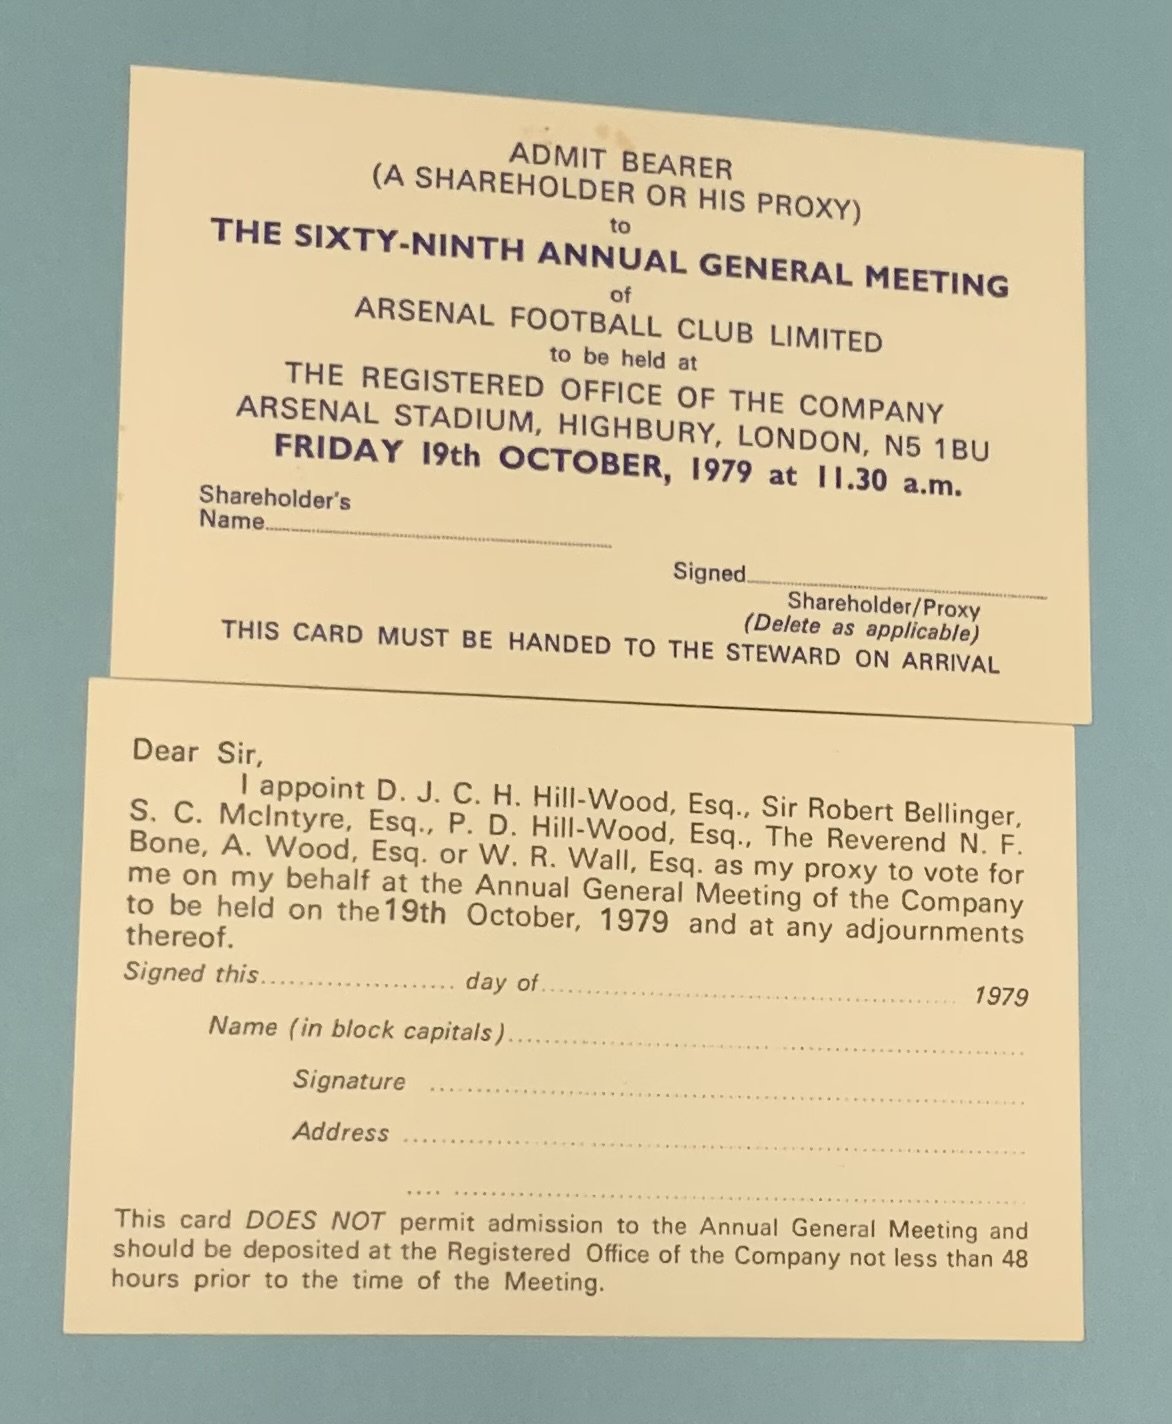 ADMIT BEARER
(A SHAREHOLDER OR HIS PROXY)
to
THE SIXTY-NINTH ANNUAL GENERAL MEETING
of
ARSENAL FOOTBALL CLUB LIMITED
to be held at
THE REGISTERED OFFICE OF THE COMPANY
ARSENAL STADIUM, HIGHBURY, LONDON, N5 1BU
FRIDAY 19th OCTOBER, 1979 at 11.30 a.m.
Shareholder's
Name
Signed
Shareholder/Proxy
(Delete as applicable)
THIS CARD MUST BE HANDED TO THE STEWARD ON ARRIVAL
Dear Sir,
I appoint D. J. C. H. Hill-Wood, Esq., Sir Robert Bellinger,
S. C. McIntyre, Esq., P. D. Hill-Wood, Esq., The Reverend N. F.
Bone, A. Wood, Esq. or W. R. Wall, Esq. as my proxy to vote for
me on my behalf at the Annual General Meeting of the Company
to be held on the 19th October, 1979 and at any adjournments
thereof.
Signed this.................... day of.......................................... 1979
Name (in block capitals)..................................................
Signature ............................................................
Address ..............................................................
..............................................................
This card DOES NOT permit admission to the Annual General Meeting and
should be deposited at the Registered Office of the Company not less than 48
hours prior to the time of the Meeting.